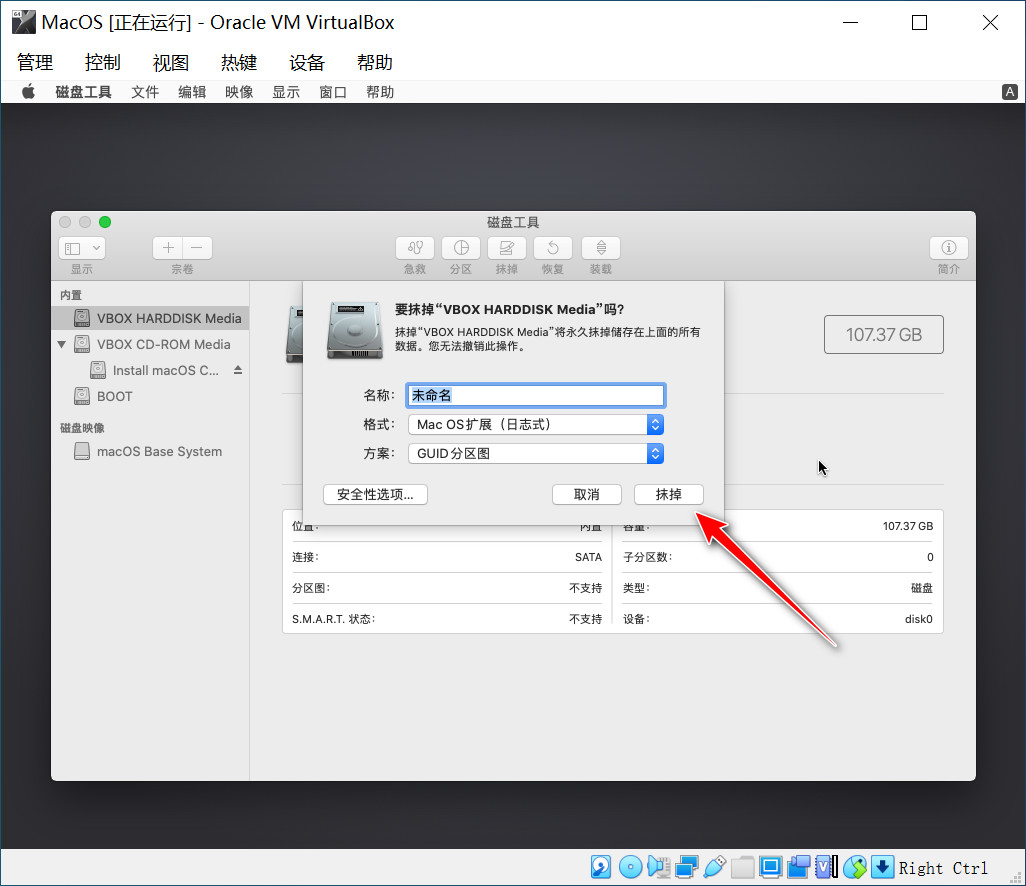 MacOS [正在运行] - Oracle VM VirtualBox
管理 控制 视图 热键 设备 帮助
磁盘工具 文件 编辑 映像 显示 窗口 帮助 A
磁盘工具
显示 宗卷 急救 分区 抹掉 恢复 装载 简介
内置
VBOX HARDDISK Media
VBOX CD-ROM Media
Install macOS C...
BOOT
磁盘映像
macOS Base System
要抹掉“VBOX HARDDISK Media”吗?
抹掉“VBOX HARDDISK Media”将永久抹掉储存在上面的所有
数据。您无法撤销此操作。
107.37 GB
名称: 未命名
格式: Mac OS扩展（日志式）
方案: GUID分区图
安全性选项... 取消 抹掉
位置: 内置 容量: 107.37 GB
连接: SATA 子分区数: 0
分区图: 不支持 类型: 磁盘
S.M.A.R.T. 状态: 不支持 设备: disk0
Right Ctrl